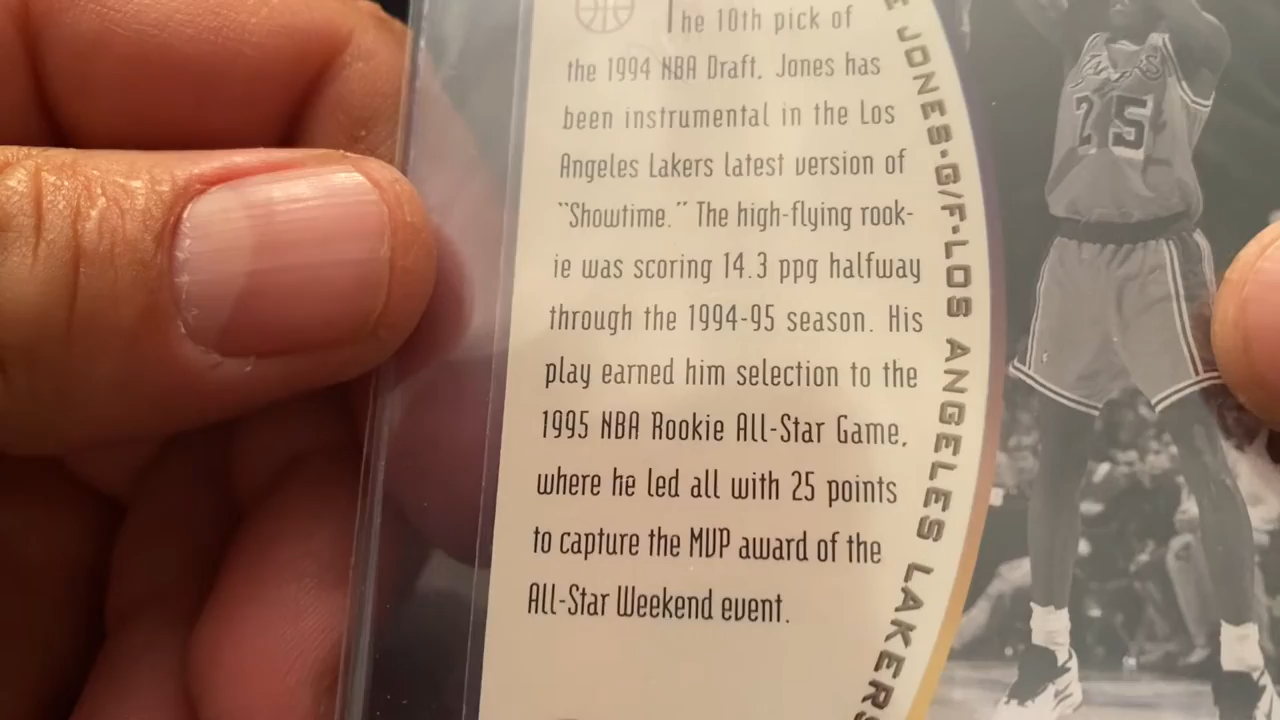 The 10th pick of
the 1994 NBA Draft, Jones has
been instrumental in the Los
Angeles Lakers latest version of
"Showtime." The high-flying rook-
ie was scoring 14.3 ppg halfway
through the 1994-95 season. His
play earned him selection to the
1995 NBA Rookie All-Star Game,
where he led all with 25 points
to capture the MVP award of the
All-Star Weekend event.
E JONES·G/F·LOS ANGELES LAKERS
Lakers
25